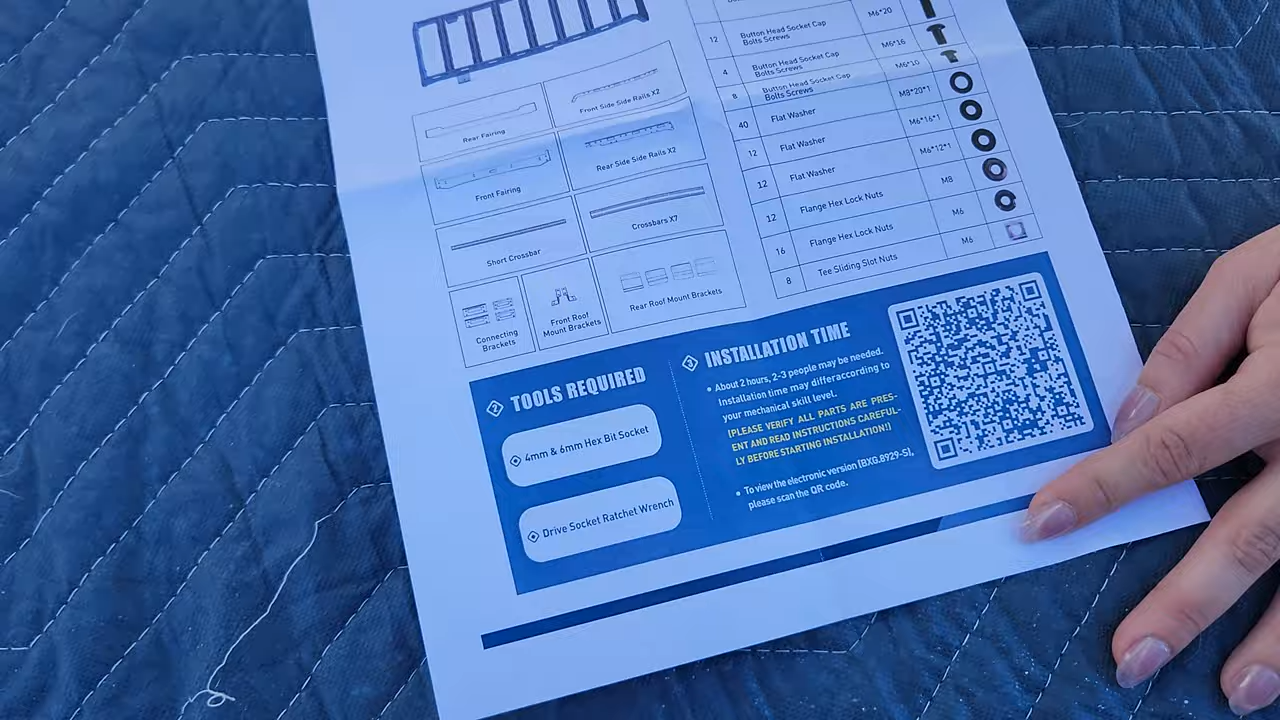 M6*20
12 Button Head Socket Cap
Bolts Screws
M6*16
4 Button Head Socket Cap
Bolts Screws
M6*10
8 Button Head Socket Cap
Bolts Screws
40 Flat Washer M8*20*1
12 Flat Washer M6*16*1
12 Flat Washer M6*12*1
12 Flange Hex Lock Nuts M8
16 Flange Hex Lock Nuts M6
8 Tee Sliding Slot Nuts M6
Rear Fairing
Front Side Side Rails X2
Front Fairing
Rear Side Side Rails X2
Short Crossbar
Crossbars X7
Connecting
Brackets
Front Roof
Mount Brackets
Rear Roof Mount Brackets
2 TOOLS REQUIRED
4mm & 6mm Hex Bit Socket
Drive Socket Ratchet Wrench
3 INSTALLATION TIME
• About 2 hours, 2-3 people may be needed.
Installation time may differaccording to
your mechanical skill level.
(PLEASE VERIFY ALL PARTS ARE PRES-
ENT AND READ INSTRUCTIONS CAREFUL-
LY BEFORE STARTING INSTALLATION!)
• To view the electronic version (BXG.8929-S),
please scan the QR code.